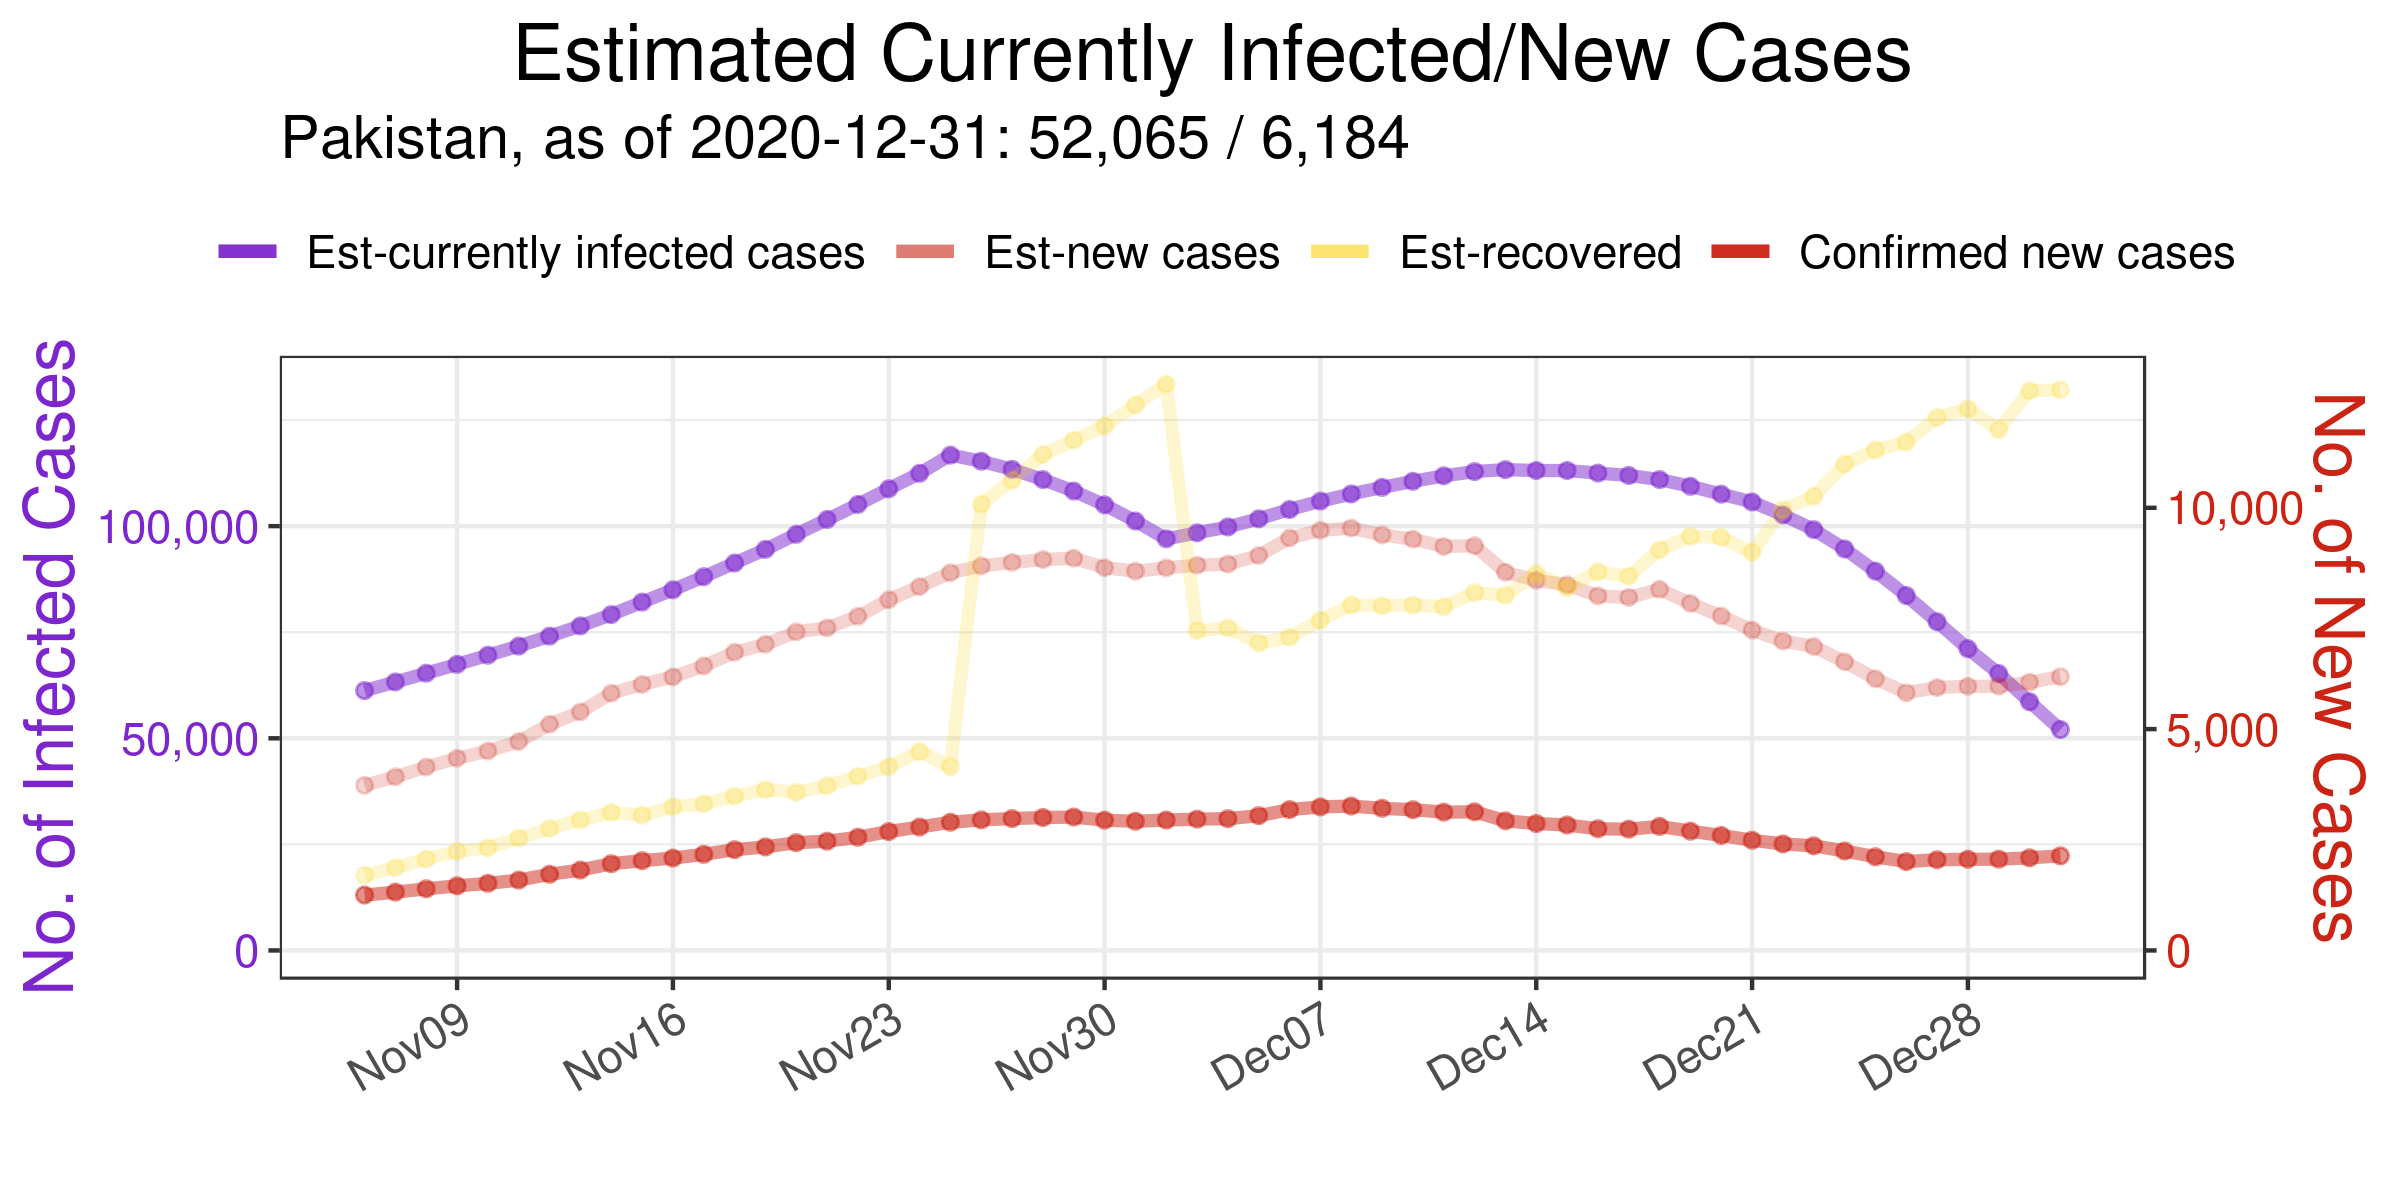 Estimated Currently Infected/New Cases
Pakistan, as of 2020-12-31: 52,065 / 6,184
Est-currently infected cases Est-new cases Est-recovered Confirmed new cases
No. of Infected Cases
100,000
50,000
0
No. of New Cases
10,000
5,000
0
Nov09 Nov16 Nov23 Nov30 Dec07 Dec14 Dec21 Dec28